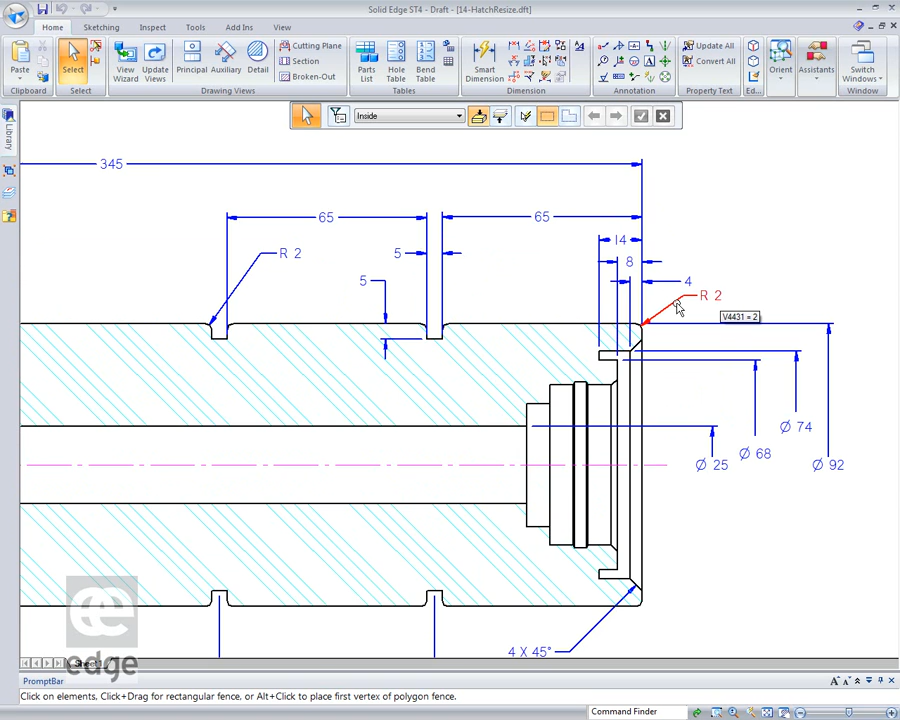 Solid Edge ST4 - Draft - [14-HatchResize.dft]
Home Sketching Inspect Tools Add Ins View
Paste
Select
View Wizard
Update Views
Principal
Auxiliary
Detail
Cutting Plane
Section
Broken-Out
Parts List
Hole Table
Bend Table
Smart Dimension
Update All
Convert All
Orient
Assistants
Switch Windows
Clipboard Select Drawing Views Tables Dimension Annotation Property Text Ed... Window
Library
Inside
345
65 65
R 2 5
14
8
5
4
R 2
V4431 = 2
Ø 74
Ø 68
Ø 25
Ø 92
4 X 45°
edge
Sheet1
PromptBar
Click on elements, Click+Drag for rectangular fence, or Alt+Click to place first vertex of polygon fence.
Command Finder